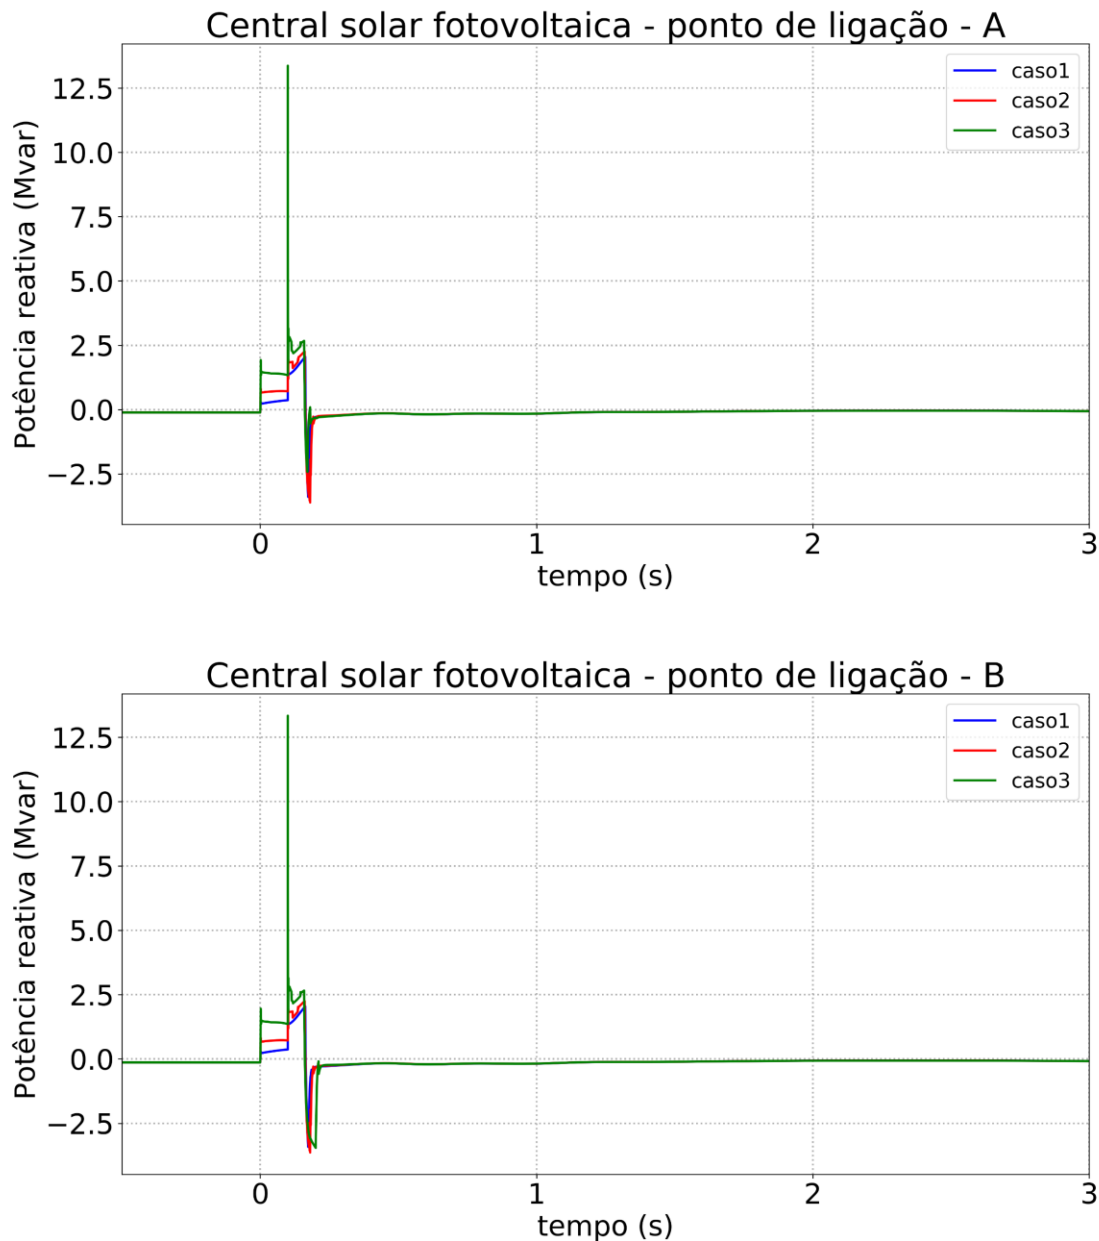 Central solar fotovoltaica - ponto de ligação - A
caso1
caso2
caso3
Potência reativa (Mvar)
12.5
10.0
7.5
5.0
2.5
0.0
−2.5
0 1 2 3
tempo (s)
Central solar fotovoltaica - ponto de ligação - B
caso1
caso2
caso3
Potência reativa (Mvar)
12.5
10.0
7.5
5.0
2.5
0.0
−2.5
0 1 2 3
tempo (s)